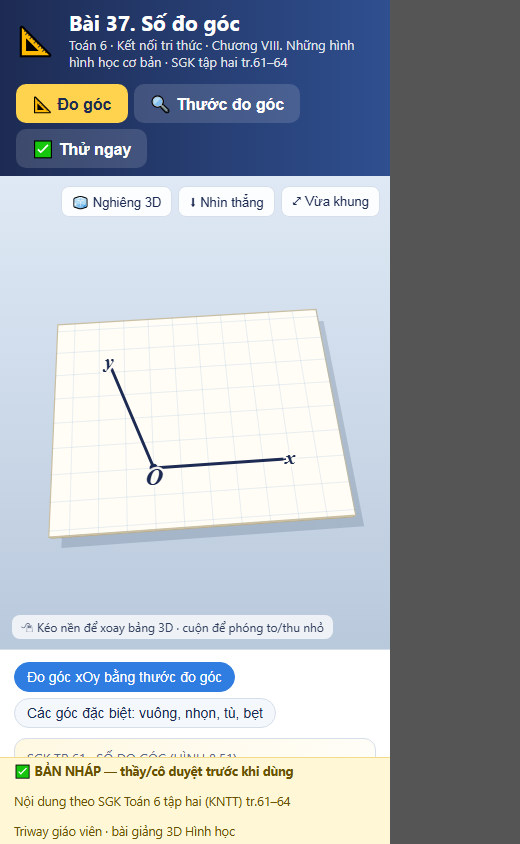 Bài 37. Số đo góc
Toán 6 · Kết nối tri thức · Chương VIII. Những hình
hình học cơ bản · SGK tập hai tr.61–64
Đo góc
Thước đo góc
Thử ngay
Nghiêng 3D
Nhìn thẳng
Vừa khung
y
O
x
Kéo nền để xoay bảng 3D · cuộn để phóng to/thu nhỏ
Đo góc xOy bằng thước đo góc
Các góc đặc biệt: vuông, nhọn, tù, bẹt
BẢN NHÁP — thầy/cô duyệt trước khi dùng
Nội dung theo SGK Toán 6 tập hai (KNTT) tr.61–64
Triway giáo viên · bài giảng 3D Hình học